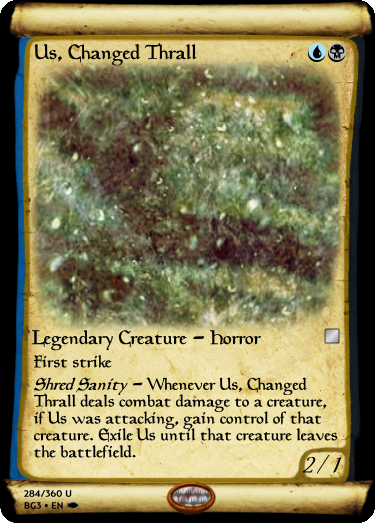 Us, Changed Thrall
Legendary Creature – Horror
First strike
Shred Sanity – Whenever Us, Changed
Thrall deals combat damage to a creature,
if Us was attacking, gain control of that
creature. Exile Us until that creature leaves
the battlefield.
2/1
284/360 U
BG3 • EN